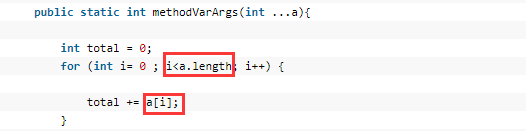 public static int methodVarArgs(int ...a){
int total = 0;
for (int i= 0 ; i<a.length; i++) {
total += a[i];
}